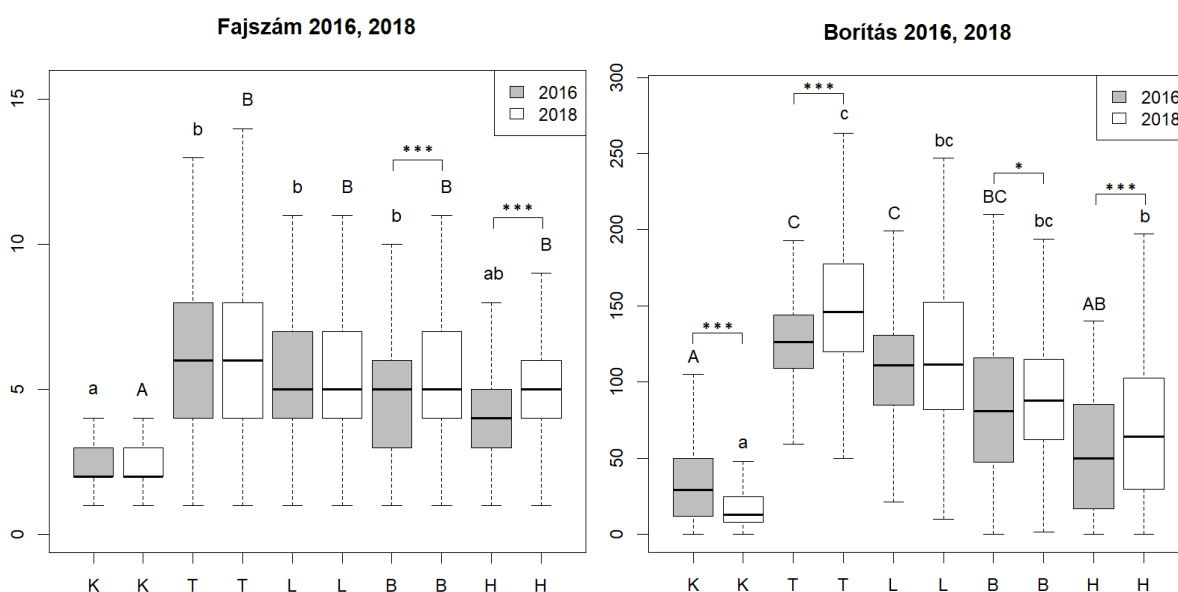 Fajszám 2016, 2018
2016
2018
15
10
5
0
a
A
b
B
b
B
b
***
B
ab
***
B
K K T T L L B B H H
Borítás 2016, 2018
2016
2018
300
250
200
150
100
50
0
A
***
a
C
***
c
C
bc
BC
*
bc
AB
***
b
K K T T L L B B H H